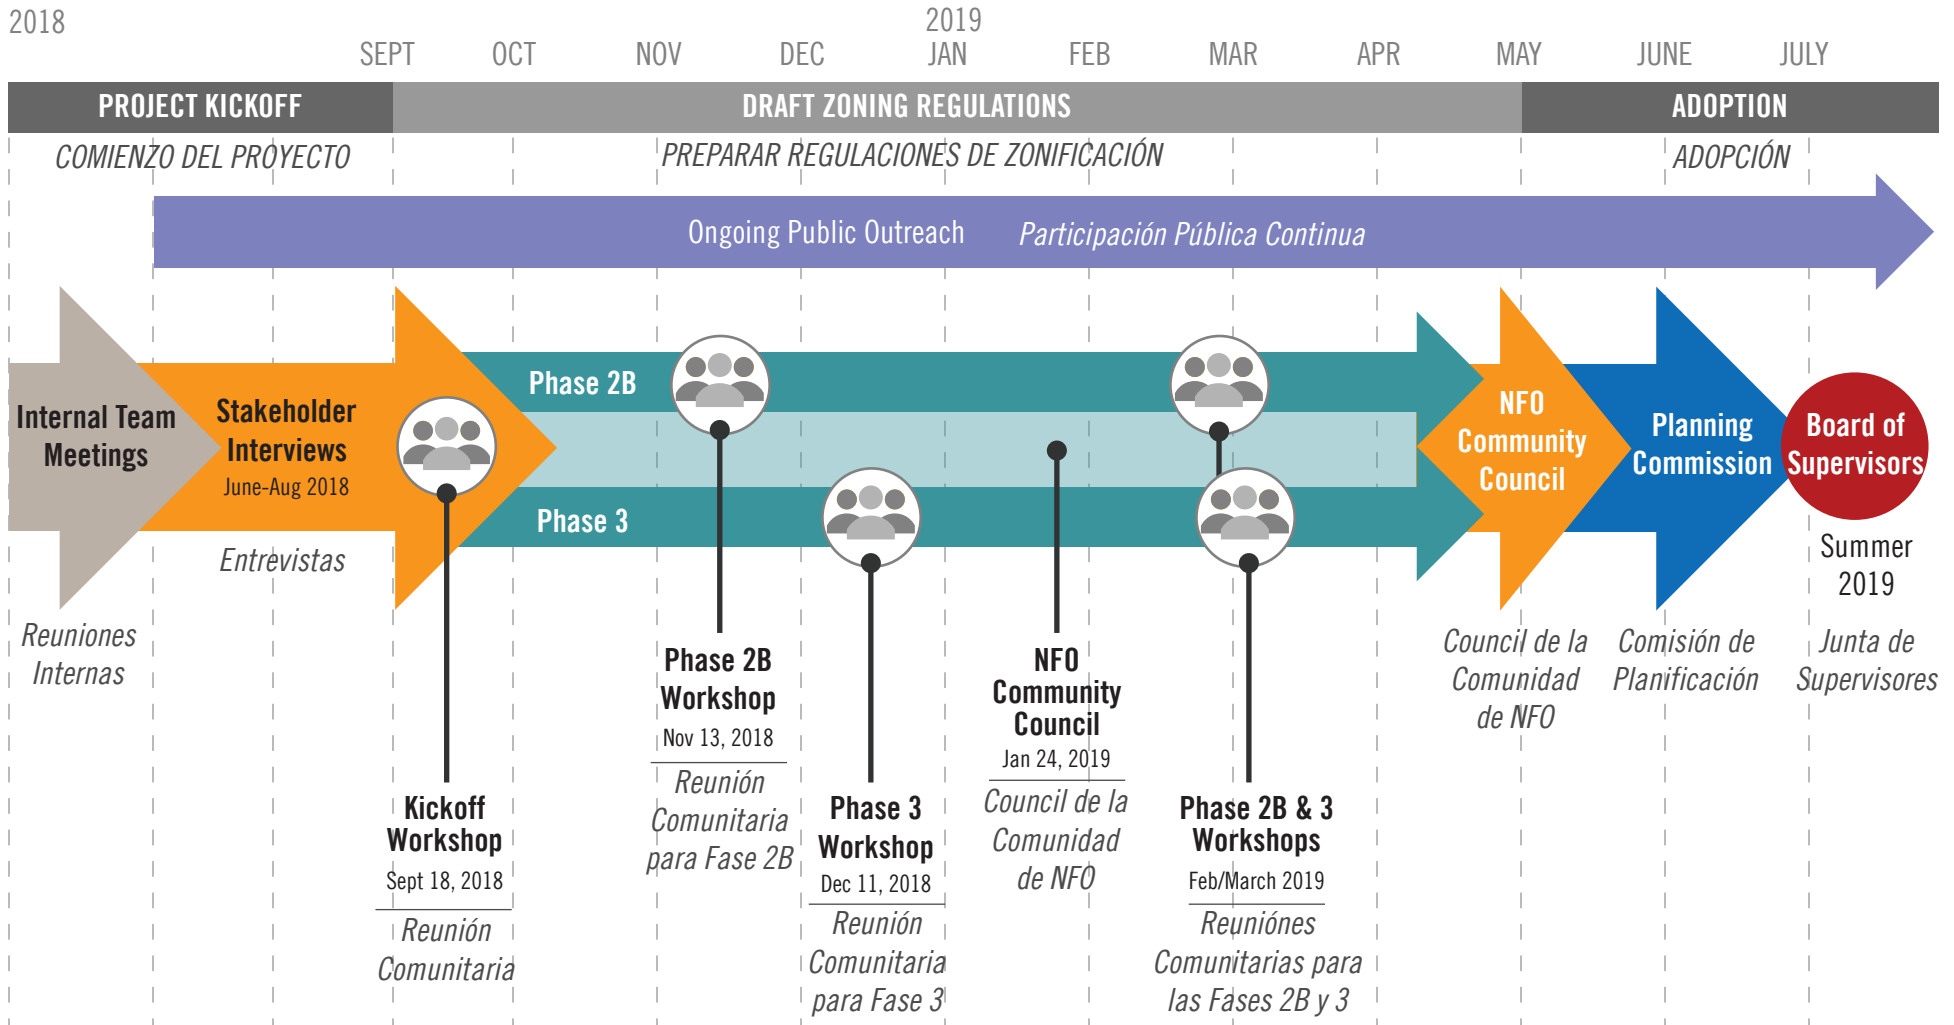 2018
2019
SEPT OCT NOV DEC JAN FEB MAR APR MAY JUNE JULY
PROJECT KICKOFF
DRAFT ZONING REGULATIONS
ADOPTION
COMIENZO DEL PROYECTO
PREPARAR REGULACIONES DE ZONIFICACIÓN
ADOPCIÓN
Ongoing Public Outreach Participación Pública Continua
Internal Team
Meetings
Reuniones
Internas
Stakeholder
Interviews
June-Aug 2018
Entrevistas
Phase 2B
Phase 3
NFO
Community
Council
Council de la
Comunidad
de NFO
Planning
Commission
Comisión de
Planificación
Board of
Supervisors
Summer
2019
Junta de
Supervisores
Kickoff
Workshop
Sept 18, 2018
Reunión
Comunitaria
Phase 2B
Workshop
Nov 13, 2018
Reunión
Comunitaria
para Fase 2B
Phase 3
Workshop
Dec 11, 2018
Reunión
Comunitaria
para Fase 3
NFO
Community
Council
Jan 24, 2019
Council de la
Comunidad
de NFO
Phase 2B & 3
Workshops
Feb/March 2019
Reuniónes
Comunitarias para
las Fases 2B y 3